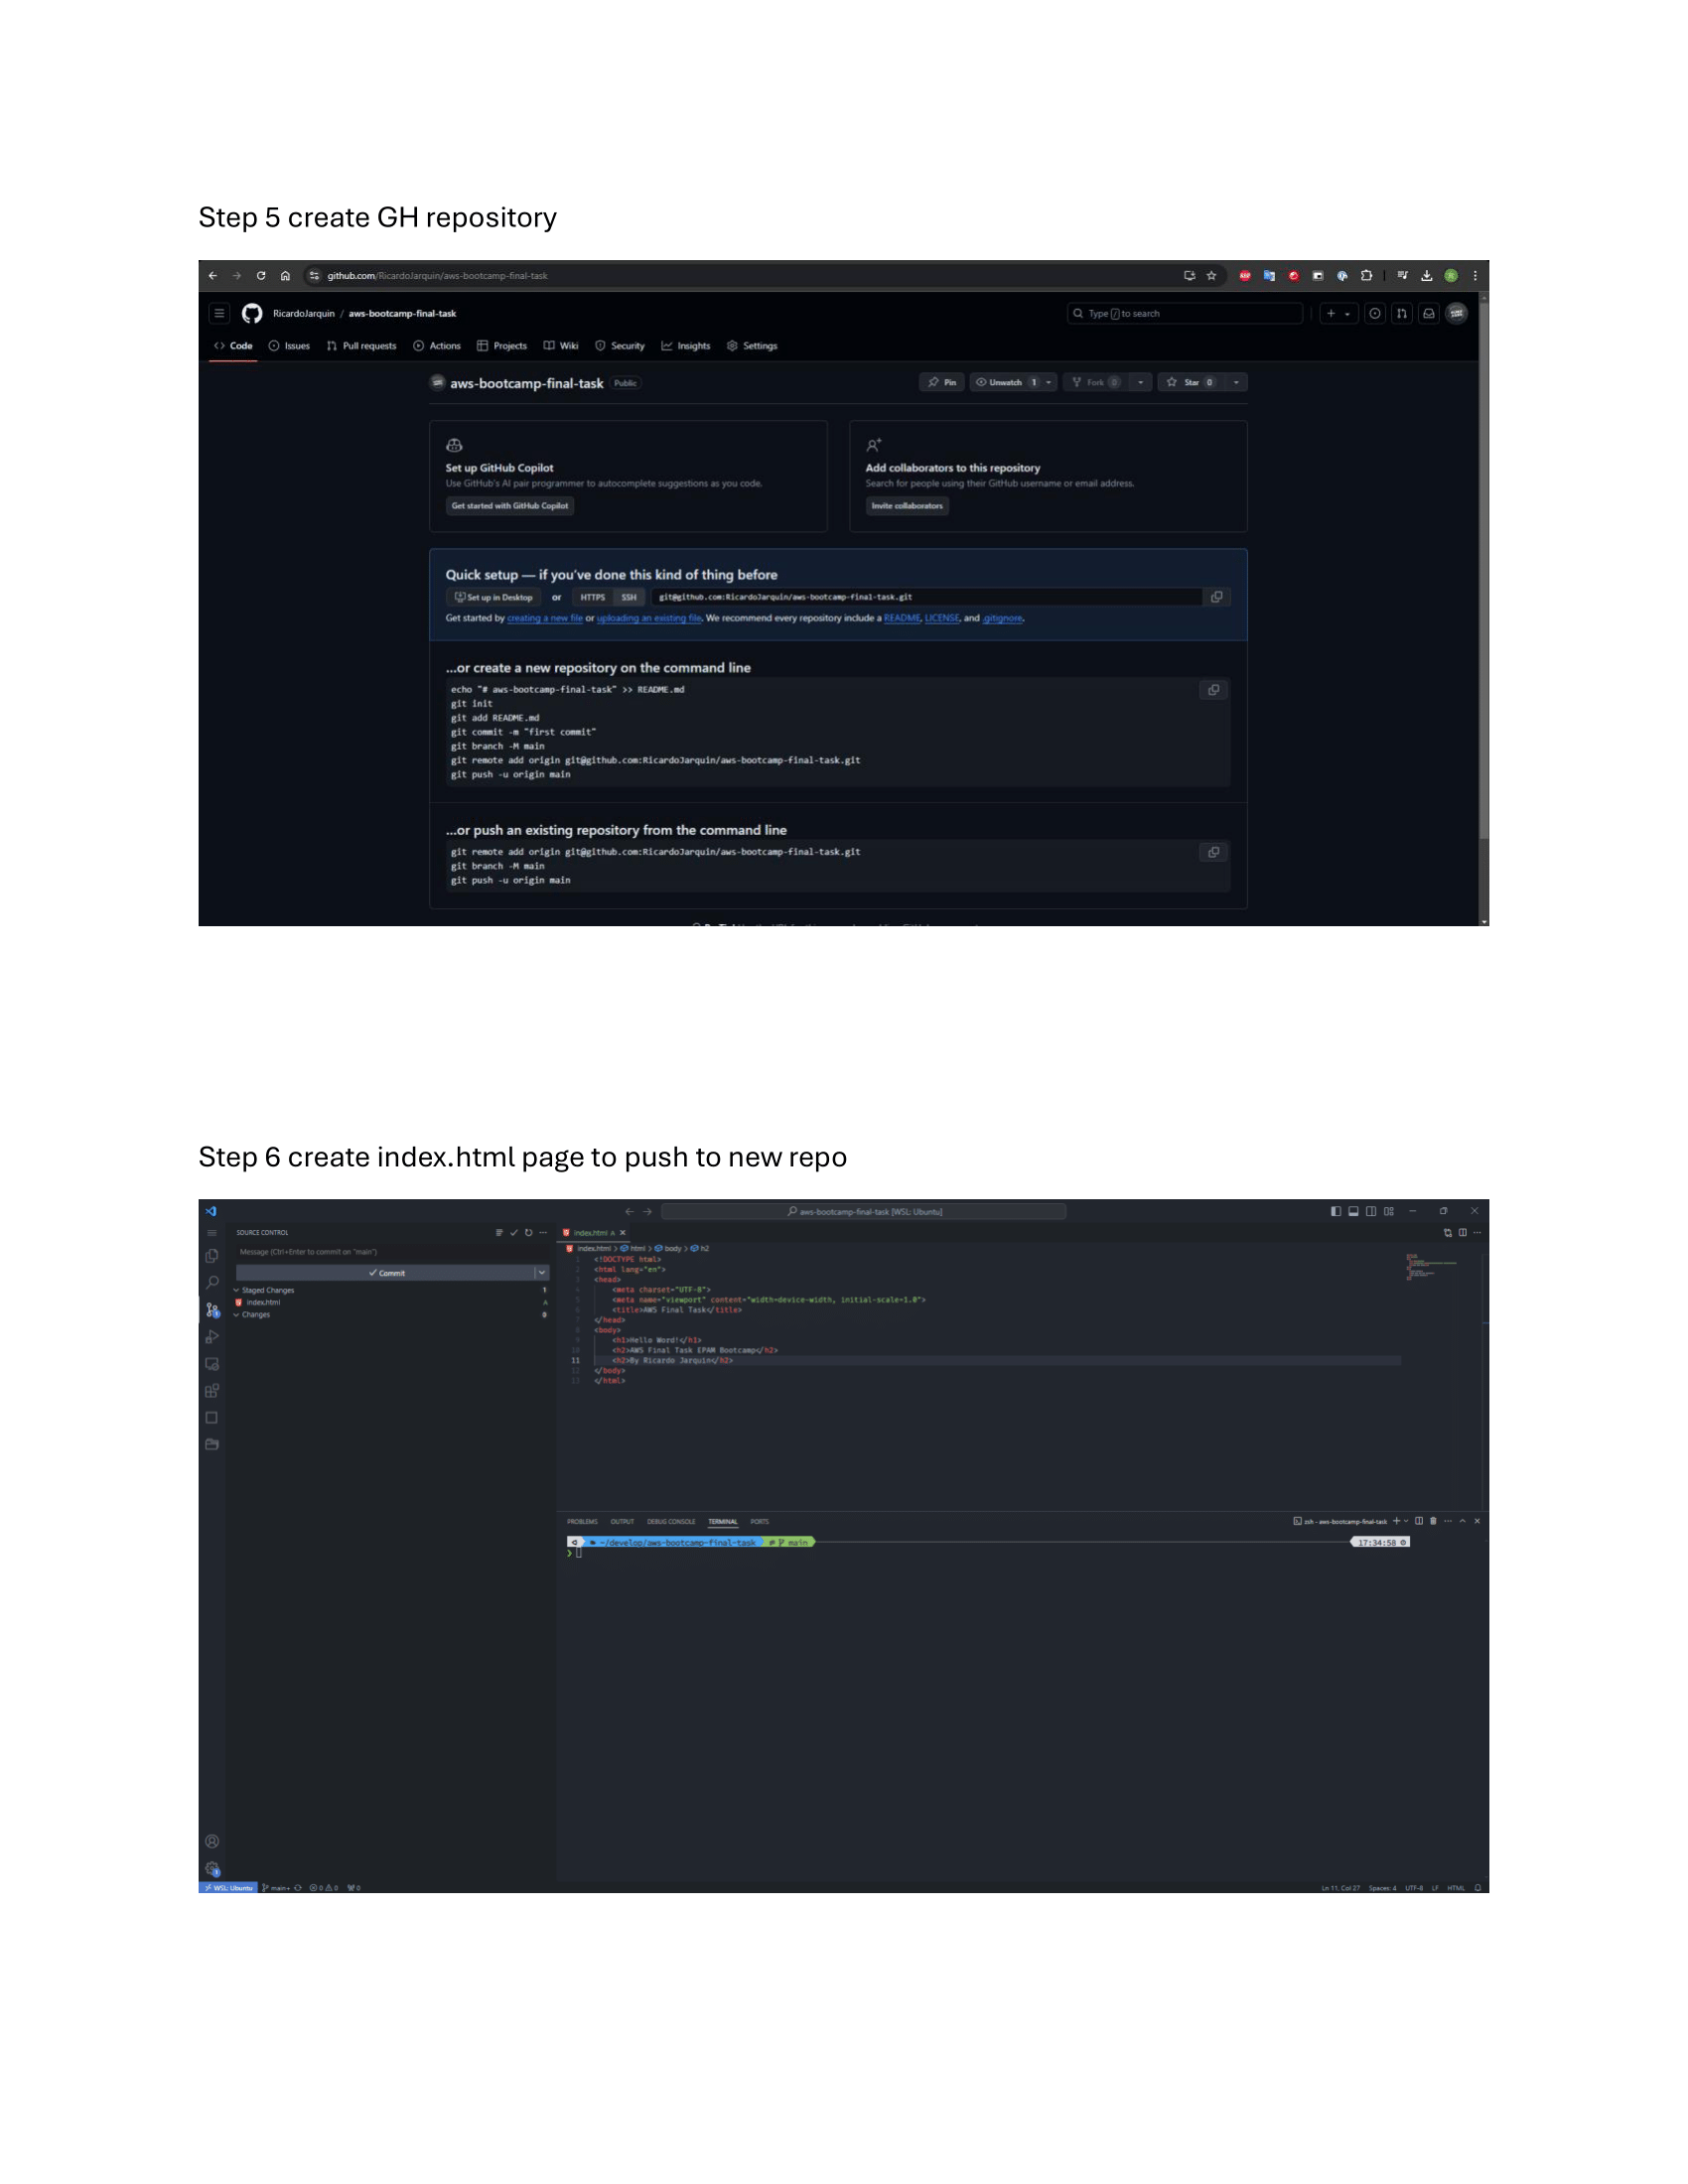 Step 5 create GH repository
github.com/RicardoJarquin/aws-bootcamp-final-task
RicardoJarquin / aws-bootcamp-final-task
Type / to search
Code Issues Pull requests Actions Projects Wiki Security Insights Settings
aws-bootcamp-final-task Public
Pin Unwatch 1 Fork 0 Star 0
Set up GitHub Copilot
Use GitHub's AI pair programmer to autocomplete suggestions as you code.
Get started with GitHub Copilot
Add collaborators to this repository
Search for people using their GitHub username or email address.
Invite collaborators
Quick setup — if you've done this kind of thing before
Set up in Desktop or HTTPS SSH git@github.com:RicardoJarquin/aws-bootcamp-final-task.git
Get started by creating a new file or uploading an existing file. We recommend every repository include a README, LICENSE, and .gitignore.
...or create a new repository on the command line
echo "# aws-bootcamp-final-task" >> README.md
git init
git add README.md
git commit -m "first commit"
git branch -M main
git remote add origin git@github.com:RicardoJarquin/aws-bootcamp-final-task.git
git push -u origin main
...or push an existing repository from the command line
git remote add origin git@github.com:RicardoJarquin/aws-bootcamp-final-task.git
git branch -M main
git push -u origin main
Step 6 create index.html page to push to new repo
aws-bootcamp-final-task [WSL: Ubuntu]
SOURCE CONTROL
Message (Ctrl+Enter to commit on "main")
Commit
Staged Changes 1
index.html A
Changes 0
index.html A
index.html > html > body > h2
1 <!DOCTYPE html>
2 <html lang="en">
3 <head>
4 <meta charset="UTF-8">
5 <meta name="viewport" content="width=device-width, initial-scale=1.0">
6 <title>AWS Final Task</title>
7 </head>
8 <body>
9 <h1>Hello Word!</h1>
10 <h2>AWS Final Task EPAM Bootcamp</h2>
11 <h2>By Ricardo Jarquin</h2>
12 </body>
13 </html>
PROBLEMS OUTPUT DEBUG CONSOLE TERMINAL PORTS
zsh - aws-bootcamp-final-task
~/develop/aws-bootcamp-final-task main
17:34:58
WSL: Ubuntu main+ 0 0 0
Ln 11, Col 27 Spaces: 4 UTF-8 LF HTML